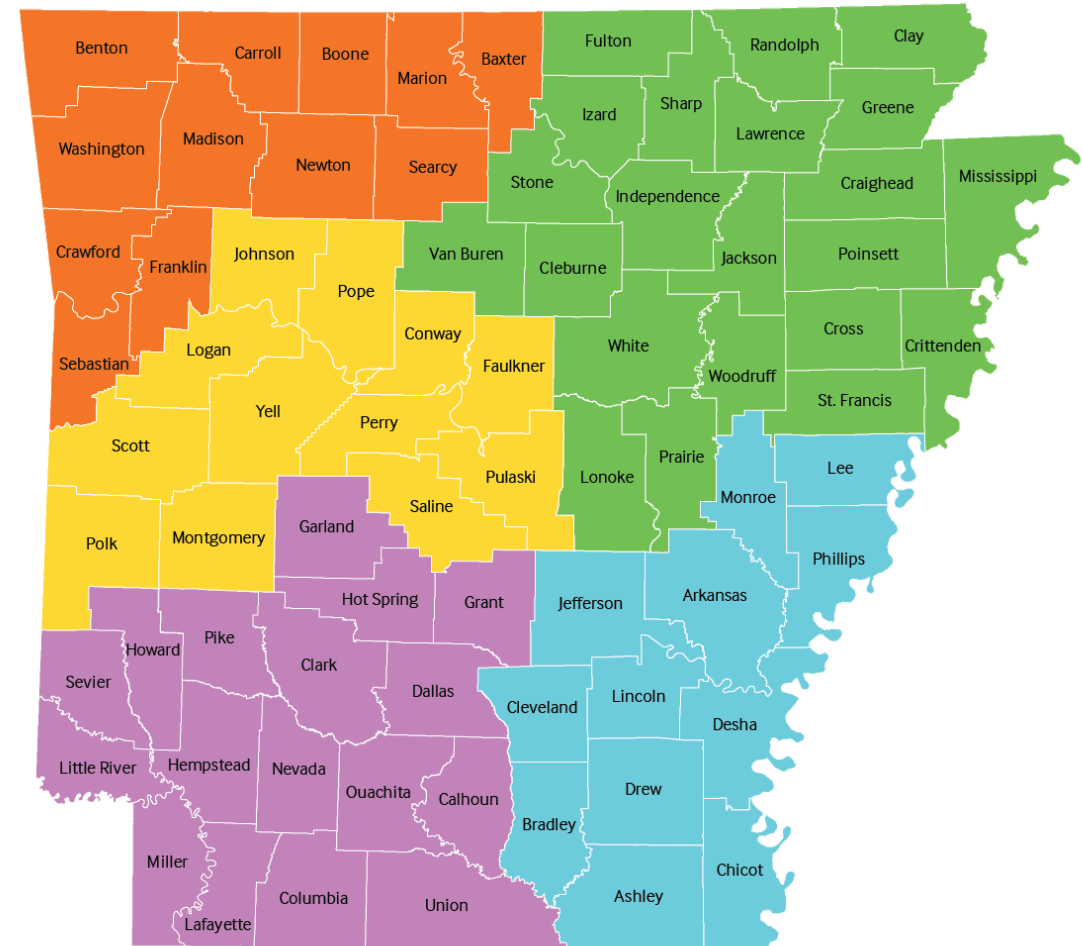 Benton
Carroll
Boone
Marion
Baxter
Fulton
Randolph
Clay
Izard
Sharp
Lawrence
Greene
Washington
Madison
Newton
Searcy
Stone
Independence
Craighead
Mississippi
Crawford
Franklin
Johnson
Pope
Van Buren
Cleburne
Jackson
Poinsett
Sebastian
Logan
Conway
Faulkner
White
Woodruff
Cross
Crittenden
Scott
Yell
Perry
Pulaski
Lonoke
Prairie
St. Francis
Lee
Monroe
Polk
Montgomery
Garland
Saline
Phillips
Hot Spring
Grant
Jefferson
Arkansas
Sevier
Howard
Pike
Clark
Dallas
Cleveland
Lincoln
Desha
Little River
Hempstead
Nevada
Ouachita
Calhoun
Bradley
Drew
Miller
Lafayette
Columbia
Union
Ashley
Chicot